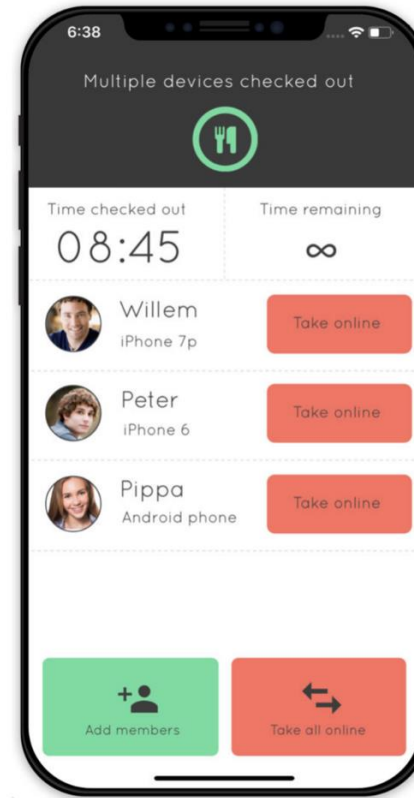 6:38
Multiple devices checked out
Time checked out
Time remaining
08:45
∞
Willem
iPhone 7p
Take online
Peter
iPhone 6
Take online
Pippa
Android phone
Take online
Add members
Take all online